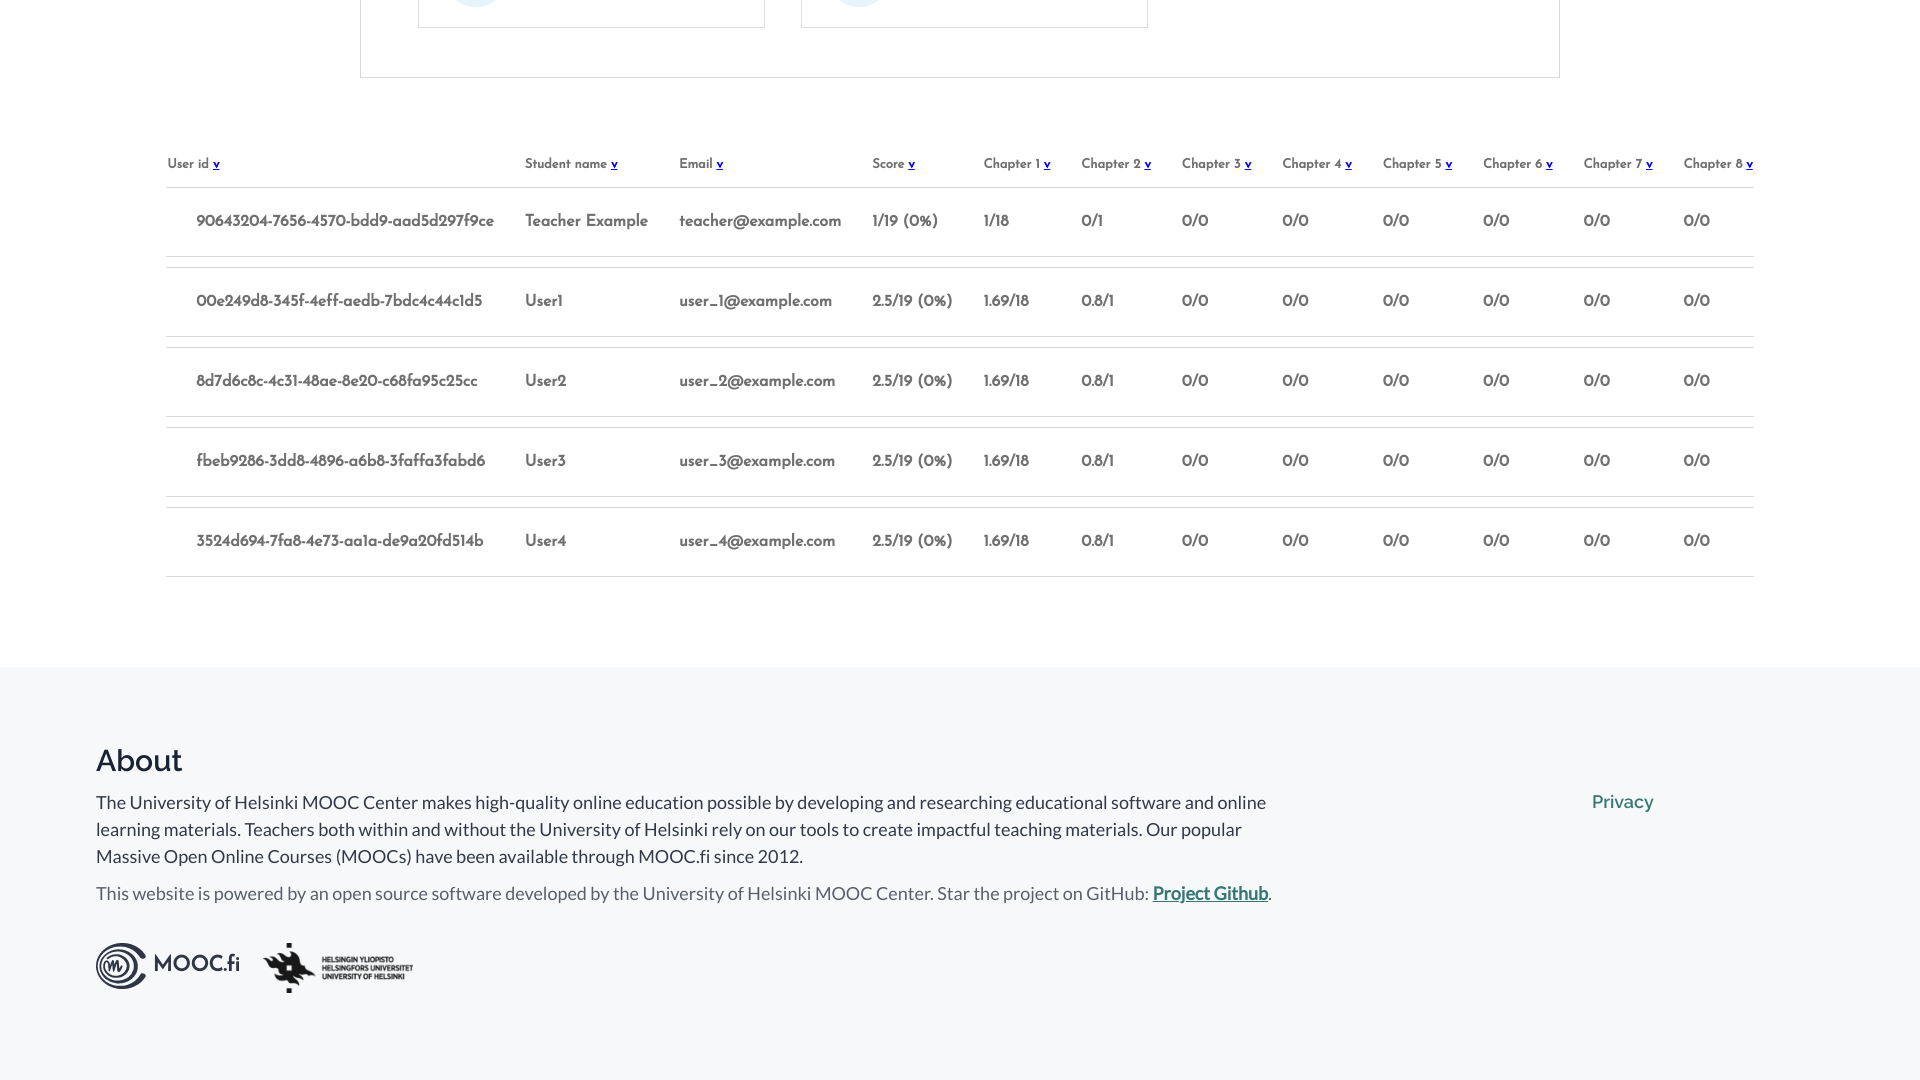 User id v Student name v Email v Score v Chapter 1 v Chapter 2 v Chapter 3 v Chapter 4 v Chapter 5 v Chapter 6 v Chapter 7 v Chapter 8 v
90643204-7656-4570-bdd9-aad5d297f9ce Teacher Example teacher@example.com 1/19 (0%) 1/18 0/1 0/0 0/0 0/0 0/0 0/0 0/0
00e249d8-345f-4eff-aedb-7bdc4c44c1d5 User1 user_1@example.com 2.5/19 (0%) 1.69/18 0.8/1 0/0 0/0 0/0 0/0 0/0 0/0
8d7d6c8c-4c31-48ae-8e20-c68fa95c25cc User2 user_2@example.com 2.5/19 (0%) 1.69/18 0.8/1 0/0 0/0 0/0 0/0 0/0 0/0
fbeb9286-3dd8-4896-a6b8-3faffa3fabd6 User3 user_3@example.com 2.5/19 (0%) 1.69/18 0.8/1 0/0 0/0 0/0 0/0 0/0 0/0
3524d694-7fa8-4e73-aa1a-de9a20fd514b User4 user_4@example.com 2.5/19 (0%) 1.69/18 0.8/1 0/0 0/0 0/0 0/0 0/0 0/0
About
The University of Helsinki MOOC Center makes high-quality online education possible by developing and researching educational software and online
learning materials. Teachers both within and without the University of Helsinki rely on our tools to create impactful teaching materials. Our popular
Massive Open Online Courses (MOOCs) have been available through MOOC.fi since 2012.
This website is powered by an open source software developed by the University of Helsinki MOOC Center. Star the project on GitHub: Project Github.
Privacy
MOOC.fi
HELSINGIN YLIOPISTO
HELSINGFORS UNIVERSITET
UNIVERSITY OF HELSINKI